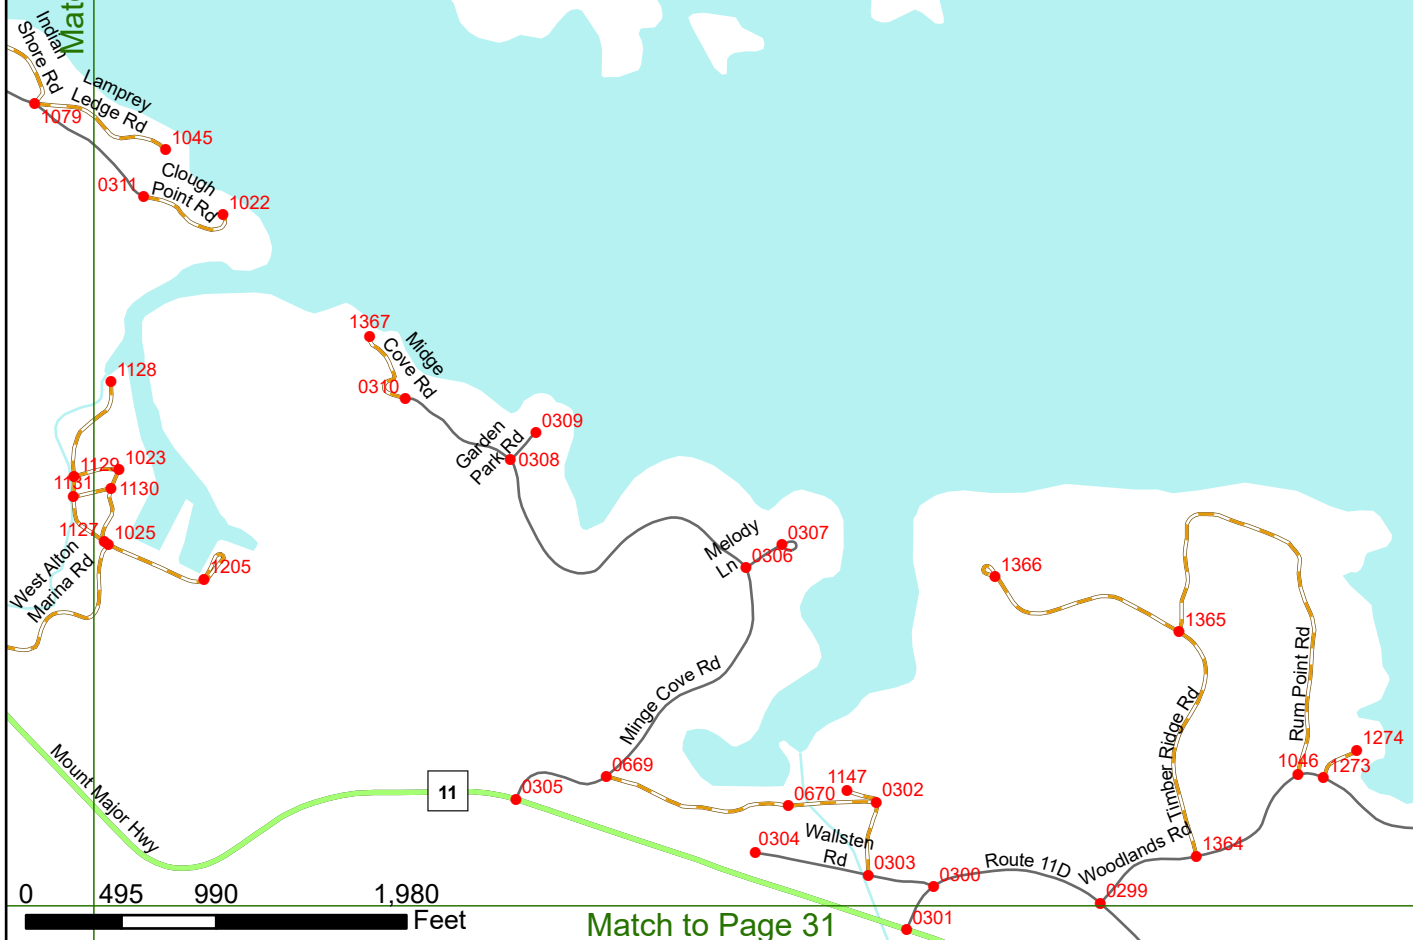 Mat
Indian
Shore Rd
Lamprey
Ledge Rd
1079
1045
Clough
Point Rd
0311
1022
1367
Midge
Cove Rd
0310
1128
0309
Garden
Park Rd
0308
1129
1023
1131
1130
1127
1025
West Alton
Marina Rd
1205
Melody
Ln
0307
0306
1366
1365
Minge Cove Rd
Timber Ridge Rd
Rum Point Rd
Mount Major Hwy
11
0305
0669
0670
1147
0302
1046
1273
1274
0304
Wallsten
Rd
0303
0300
Route 11D
Woodlands Rd
1364
0299
0301
0 495 990 1,980
Feet
Match to Page 31